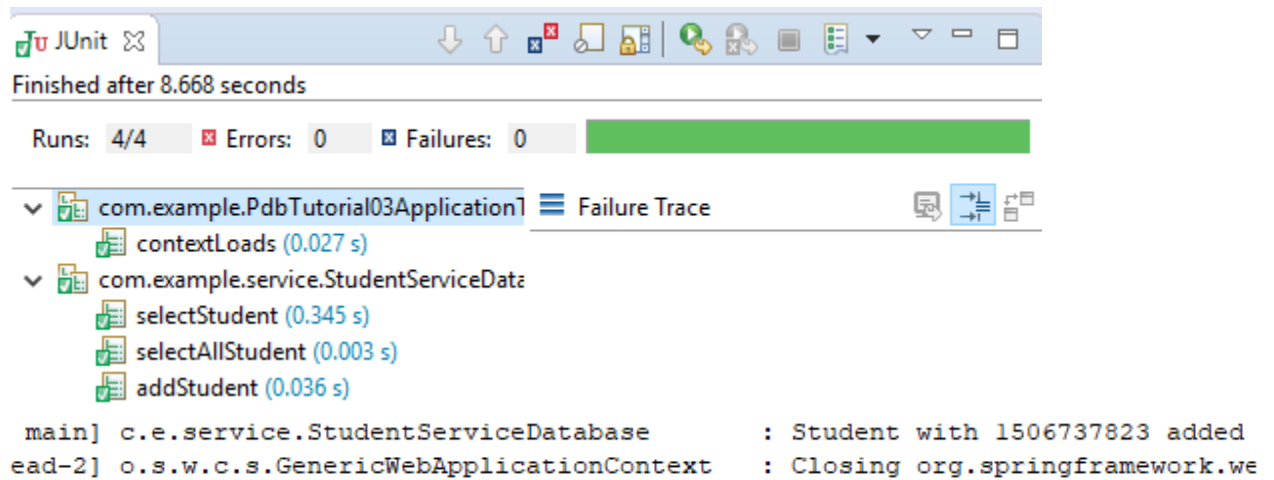 JUnit
Finished after 8.668 seconds
Runs: 4/4 Errors: 0 Failures: 0
com.example.PdbTutorial03ApplicationT Failure Trace
contextLoads (0.027 s)
com.example.service.StudentServiceData
selectStudent (0.345 s)
selectAllStudent (0.003 s)
addStudent (0.036 s)
main] c.e.service.StudentServiceDatabase : Student with 1506737823 added
ead-2] o.s.w.c.s.GenericWebApplicationContext : Closing org.springframework.we